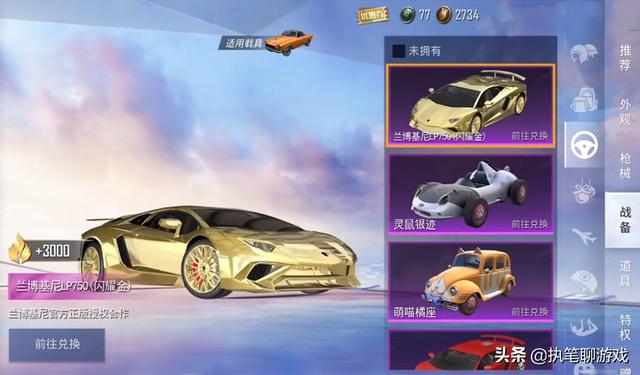 优惠券 77 2734
适用载具
未拥有
兰博基尼LP750(闪耀金) 前往兑换
灵鼠银迹 前往兑换
萌喵橘座 前往兑换
+3000
兰博基尼LP750(闪耀金)
兰博基尼官方正版授权合作
前往兑换
推荐
外观
枪械
战备
道具
特权
头条 @执笔聊游戏